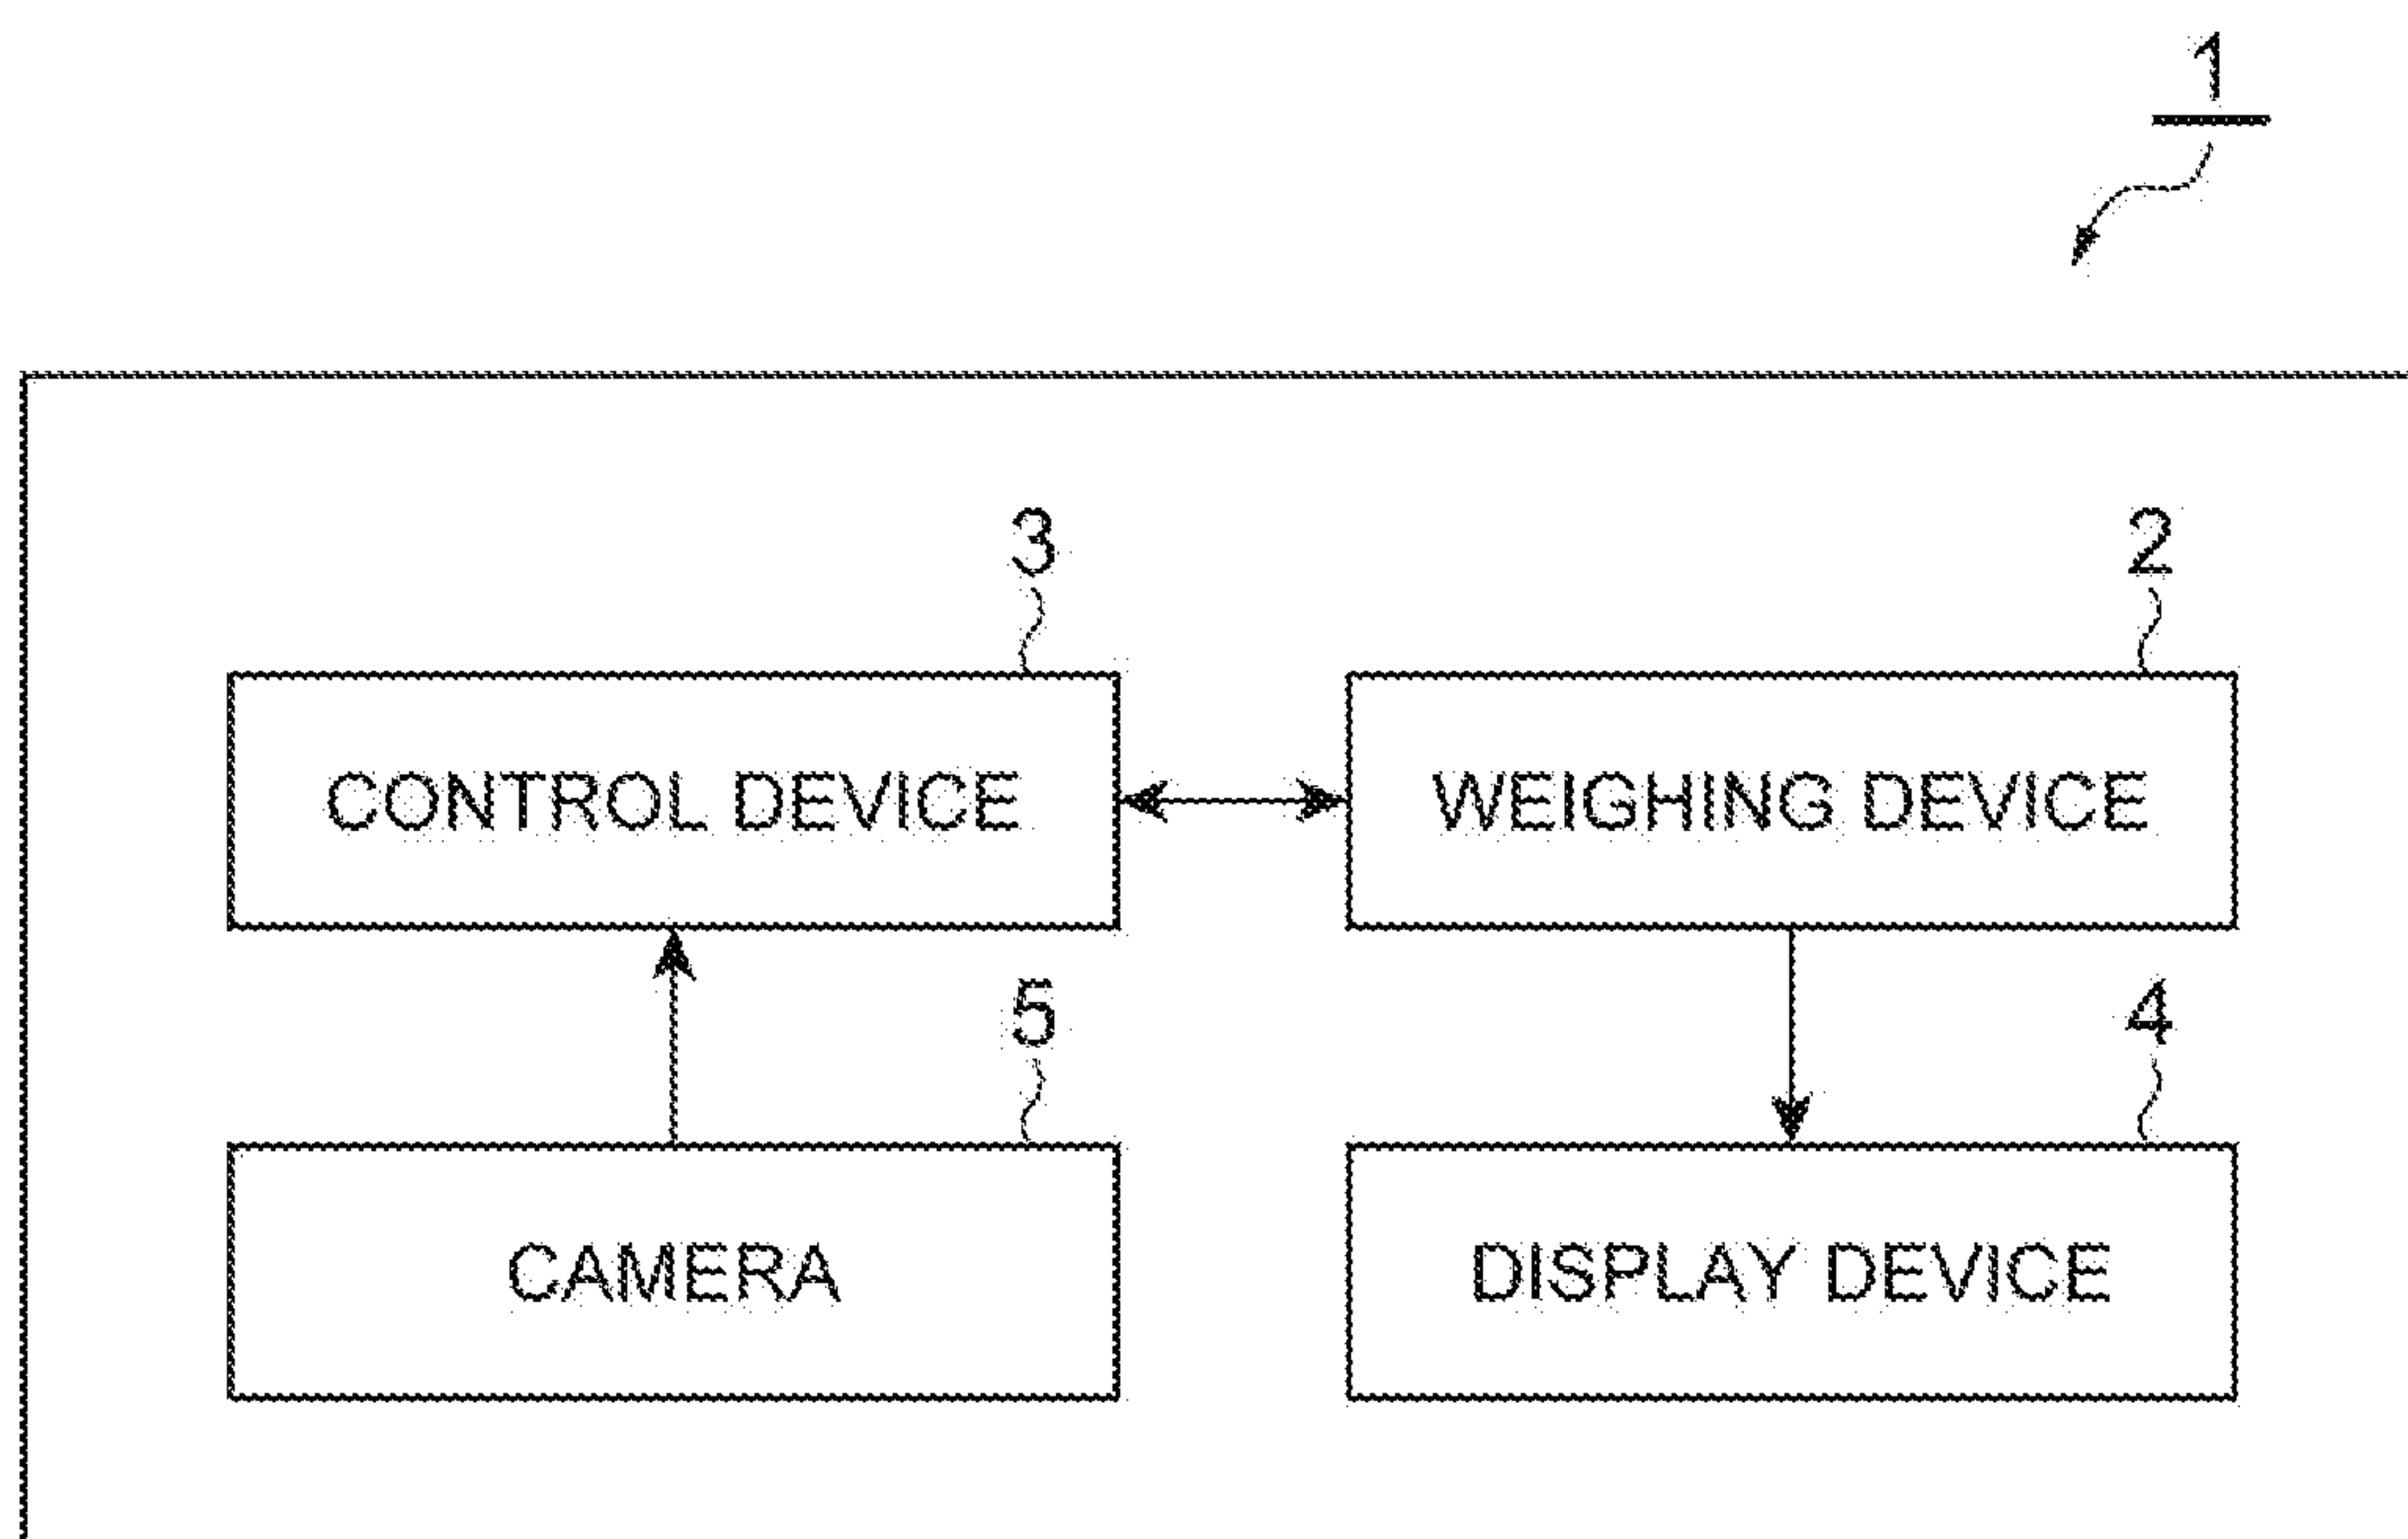 1
3
2
CONTROL DEVICE
WEIGHING DEVICE
5
4
CAMERA
DISPLAY DEVICE